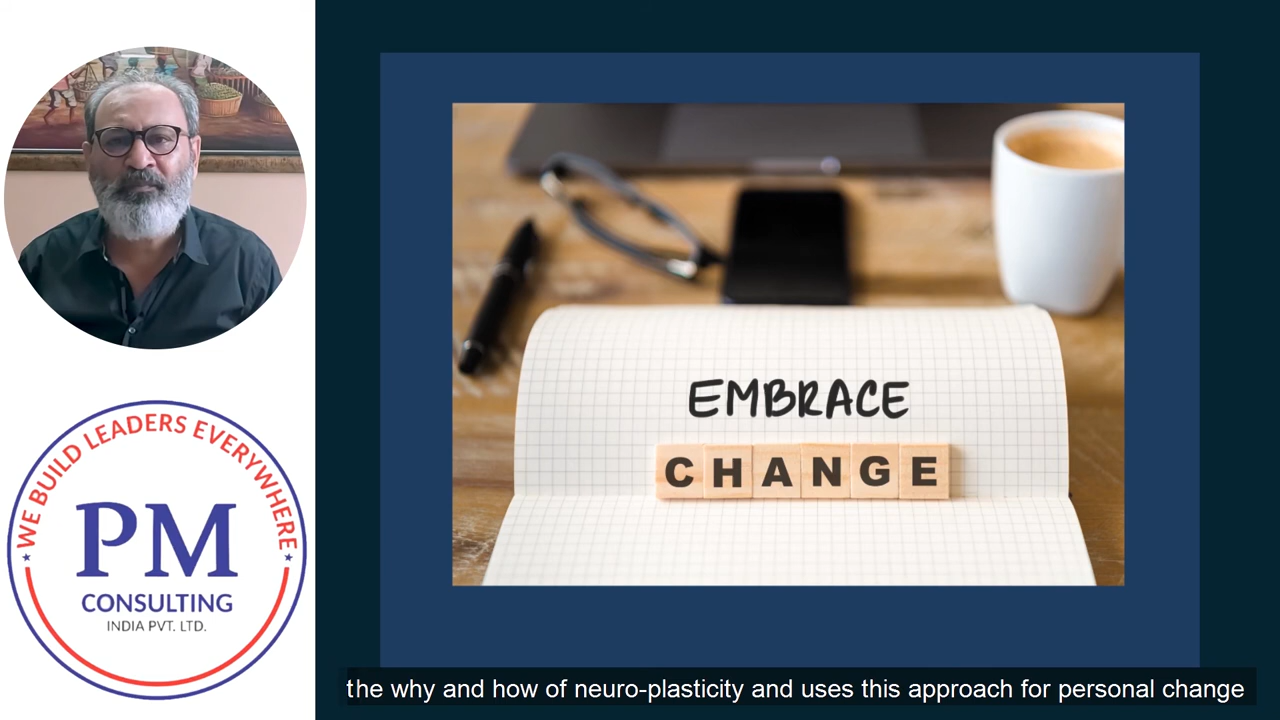 WE BUILD LEADERS EVERYWHERE
PM
CONSULTING
INDIA PVT. LTD.
EMBRACE
CHANGE
the why and how of neuro-plasticity and uses this approach for personal change